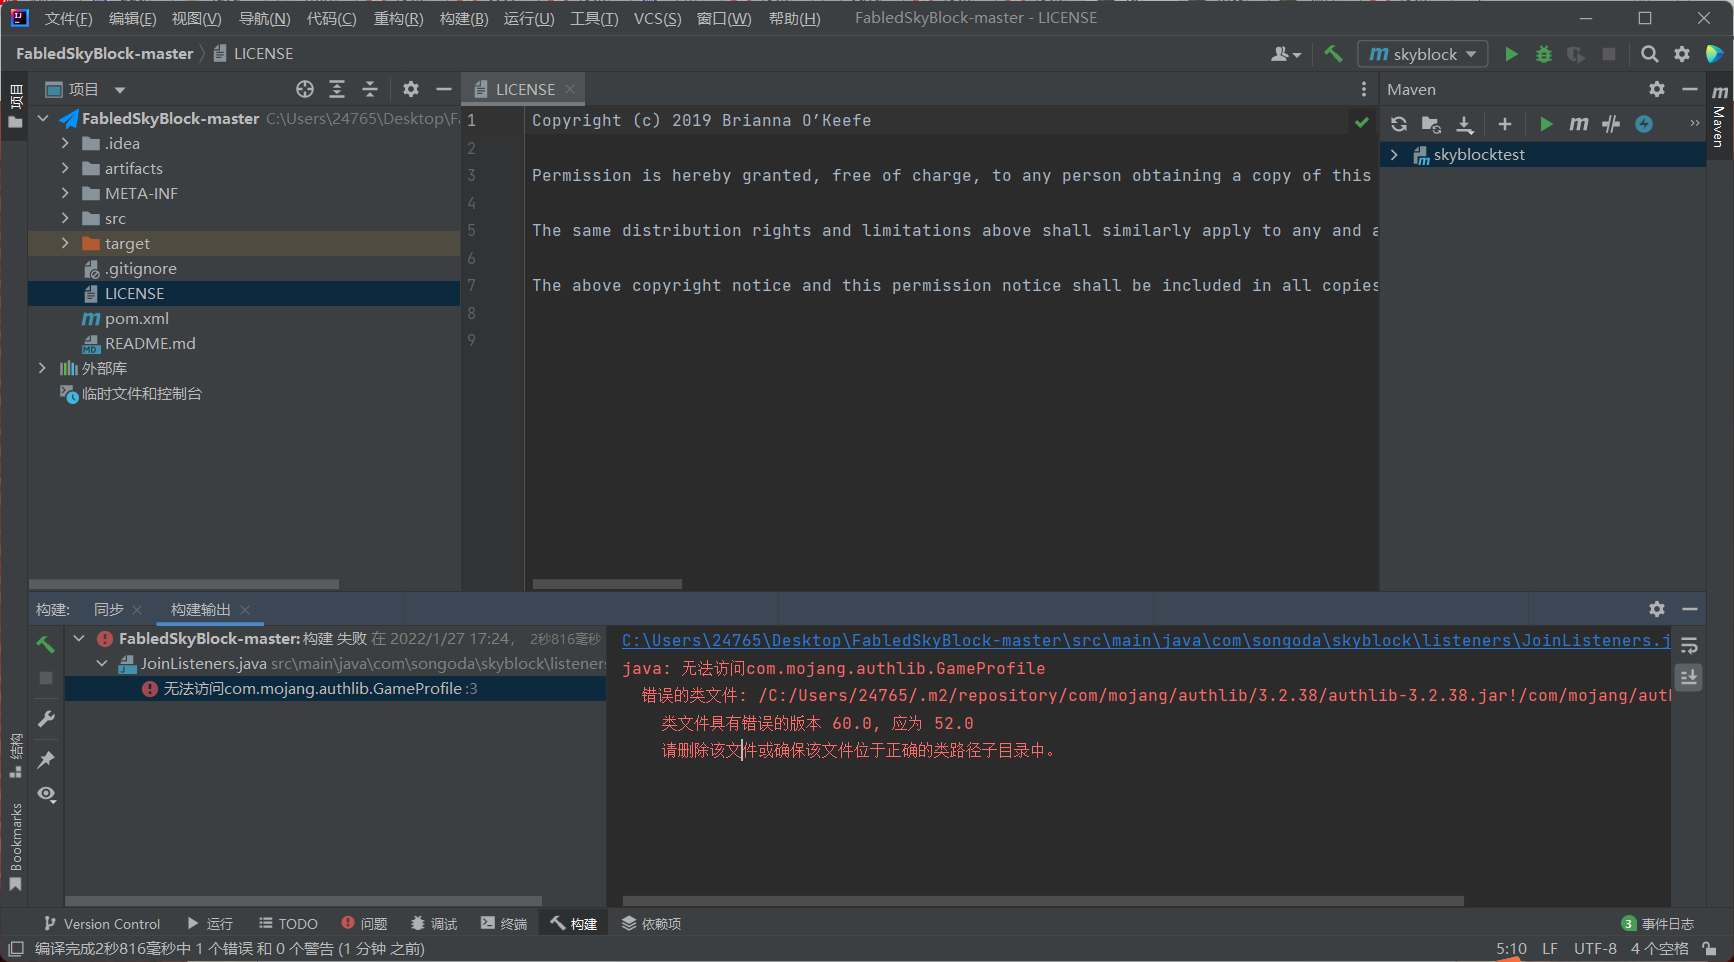 文件(F) 编辑(E) 视图(V) 导航(N) 代码(C) 重构(R) 构建(B) 运行(U) 工具(T) VCS(S) 窗口(W) 帮助(H) FabledSkyBlock-master - LICENSE
FabledSkyBlock-master LICENSE
skyblock
项目
项目
LICENSE
Maven
Maven
FabledSkyBlock-master C:\Users\24765\Desktop\F
.idea
artifacts
META-INF
src
target
.gitignore
LICENSE
pom.xml
README.md
外部库
临时文件和控制台
1 Copyright (c) 2019 Brianna O’Keefe
2
3 Permission is hereby granted, free of charge, to any person obtaining a copy of this
4
5 The same distribution rights and limitations above shall similarly apply to any and a
6
7 The above copyright notice and this permission notice shall be included in all copies
8
9
skyblocktest
构建: 同步 构建输出
FabledSkyBlock-master: 构建 失败 在 2022/1/27 17:24, 2秒816毫秒
JoinListeners.java src\main\java\com\songoda\skyblock\listeners
无法访问com.mojang.authlib.GameProfile :3
C:\Users\24765\Desktop\FabledSkyBlock-master\src\main\java\com\songoda\skyblock\listeners\JoinListeners.j
java: 无法访问com.mojang.authlib.GameProfile
错误的类文件: /C:/Users/24765/.m2/repository/com/mojang/authlib/3.2.38/authlib-3.2.38.jar!/com/mojang/aut
类文件具有错误的版本 60.0, 应为 52.0
请删除该文件或确保该文件位于正确的类路径子目录中。
结构
Bookmarks
Version Control 运行 TODO 问题 调试 终端 构建 依赖项 3 事件日志
编译完成2秒816毫秒中 1 个错误 和 0 个警告 (1 分钟 之前) 5:10 LF UTF-8 4 个空格